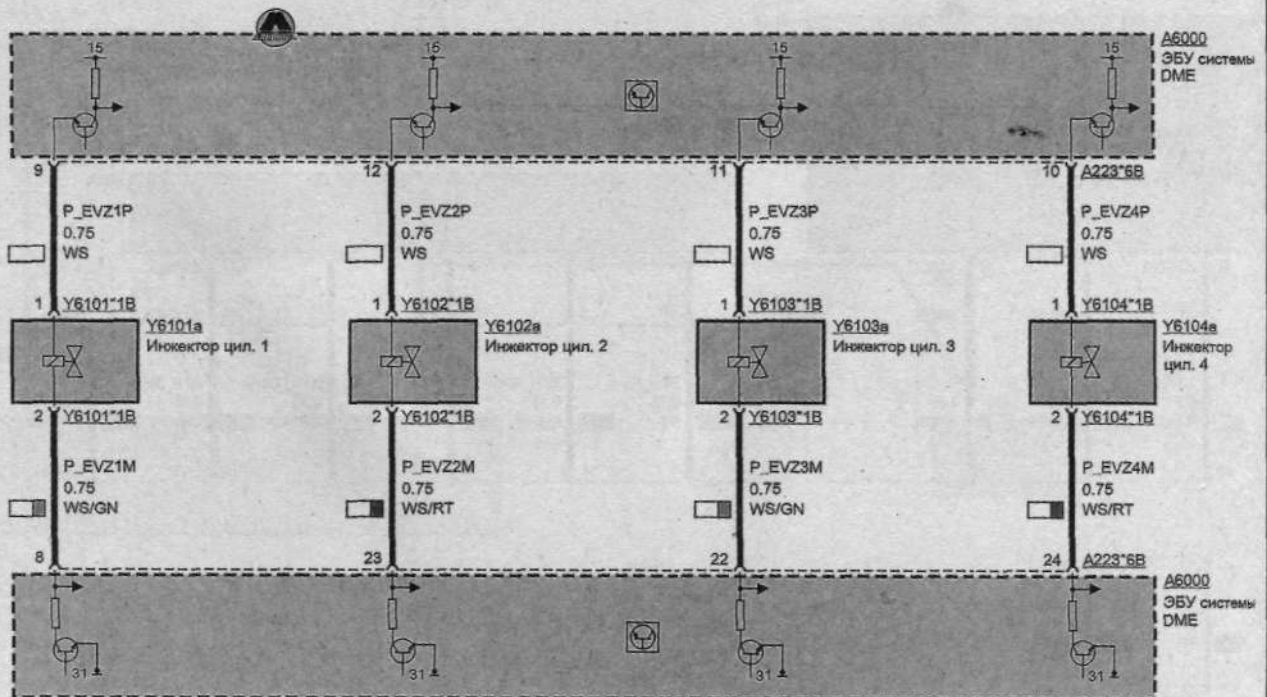 15 15 15 15 A6000
ЭБУ системы
DME
9 12 11 10 A223*6B
P_EVZ1P P_EVZ2P P_EVZ3P P_EVZ4P
0.75 0.75 0.75 0.75
WS WS WS WS
1 Y6101*1B 1 Y6102*1B 1 Y6103*1B 1 Y6104*1B
Y6101a Y6102a Y6103a Y6104a
Инжектор цил. 1 Инжектор цил. 2 Инжектор цил. 3 Инжектор
цил. 4
2 Y6101*1B 2 Y6102*1B 2 Y6103*1B 2 Y6104*1B
P_EVZ1M P_EVZ2M P_EVZ3M P_EVZ4M
0.75 0.75 0.75 0.75
WS/GN WS/RT WS/GN WS/RT
8 23 22 24 A223*6B
A6000
ЭБУ системы
DME
31 31 31 31